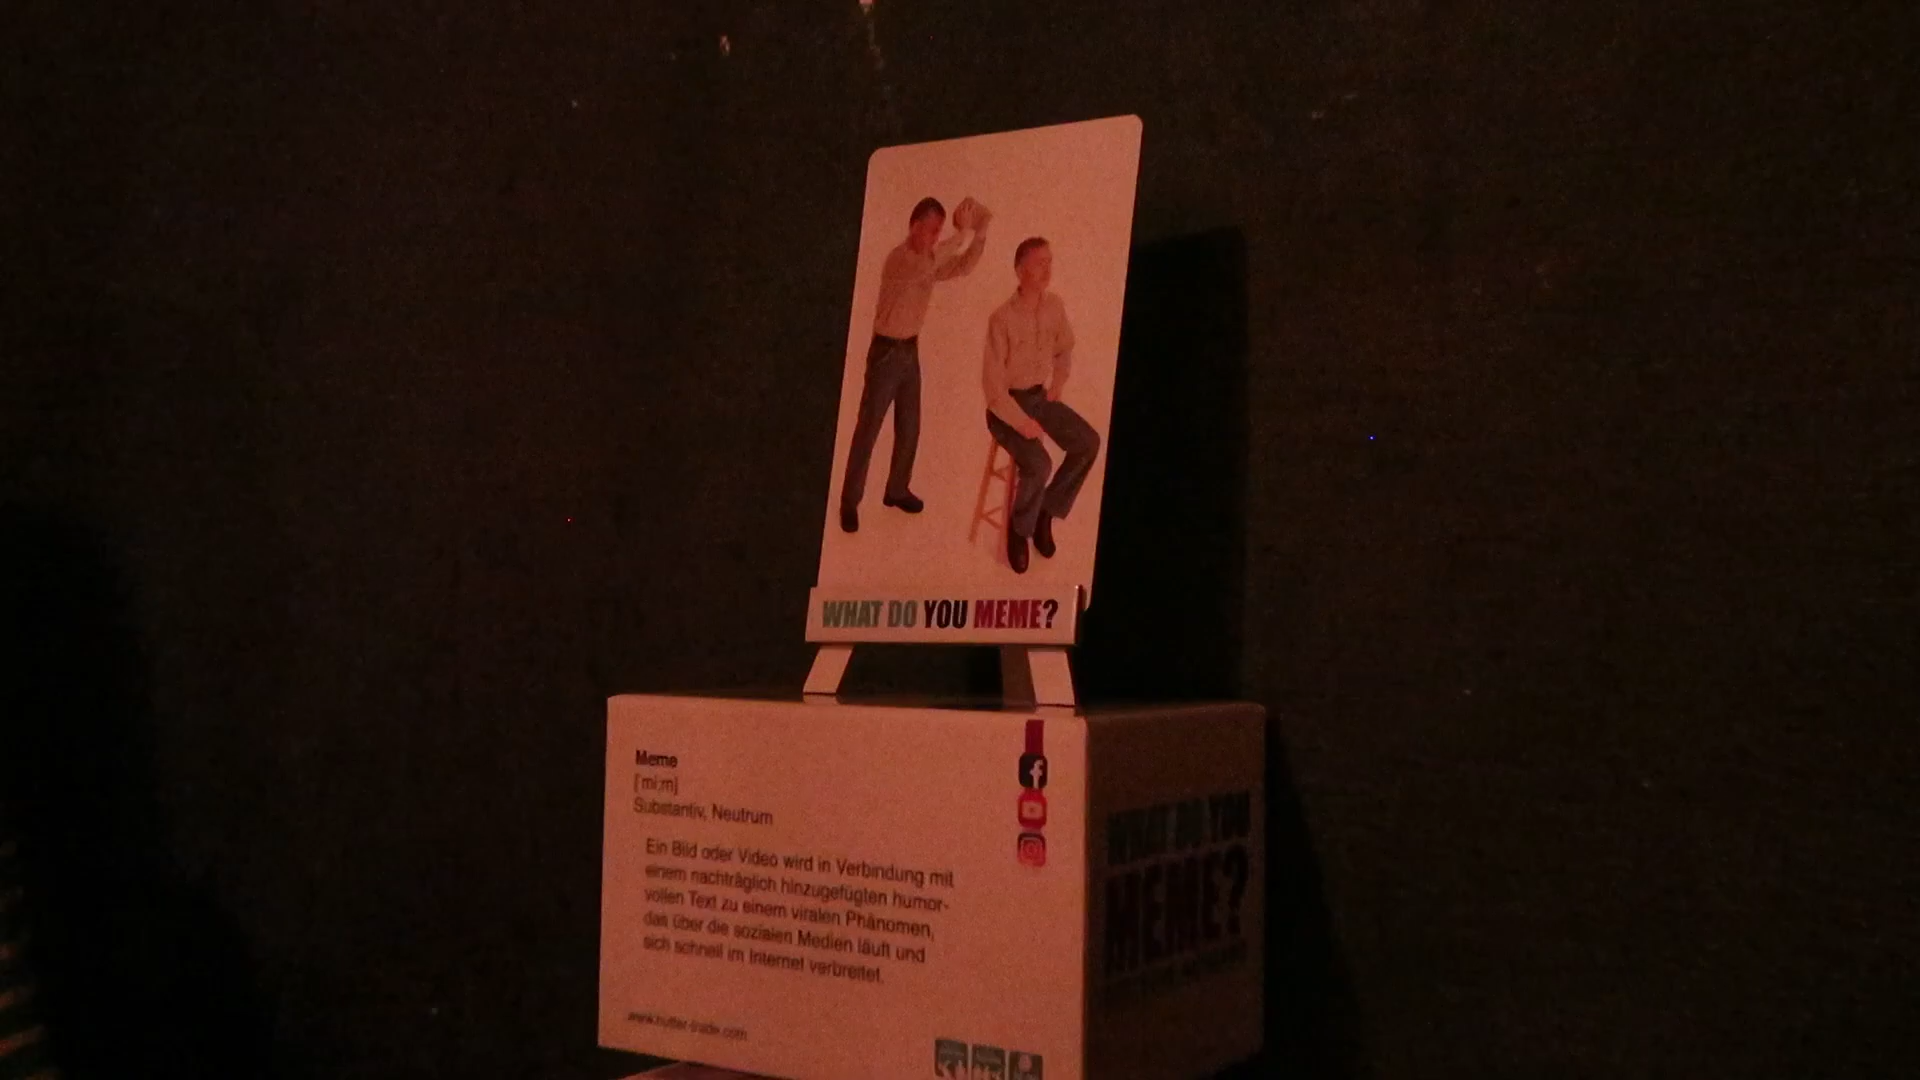 WHAT DO YOU MEME?
Meme
[ˈmiːm]
Substantiv, Neutrum
Ein Bild oder Video wird in Verbindung mit
einem nachträglich hinzugefügten humor-
vollen Text zu einem viralen Phänomen,
das über die sozialen Medien läuft und
sich schnell im Internet verbreitet.
www.hutter-trade.com
WHAT DO YOU
MEME?